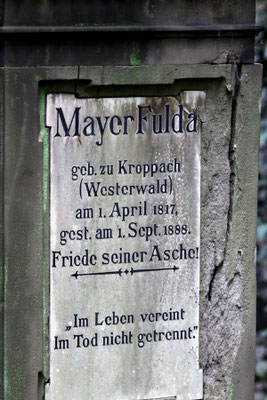 Mayer Fulda
geb. zu Kroppach
(Westerwald)
am 1. April 1817,
gest. am 1. Sept. 1888.
Friede seiner Asche!
„Im Leben vereint
Im Tod nicht getrennt."